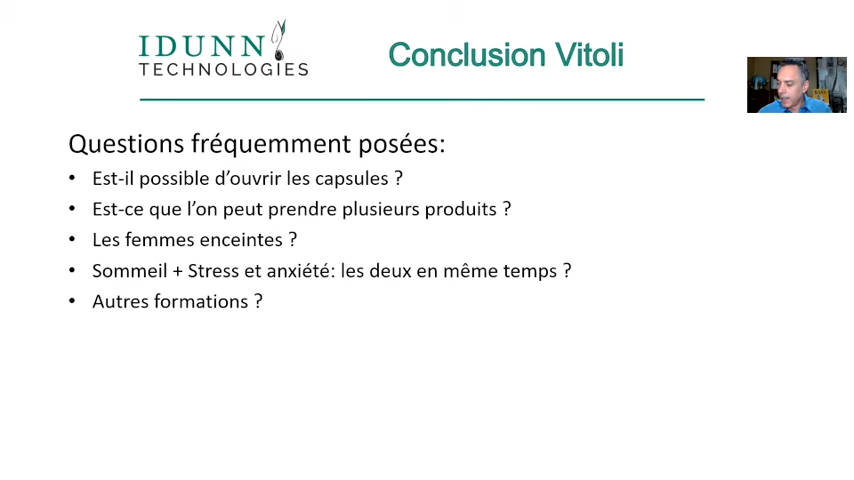 IDUNN
TECHNOLOGIES
Conclusion Vitoli
Questions fréquemment posées:
• Est-il possible d’ouvrir les capsules ?
• Est-ce que l’on peut prendre plusieurs produits ?
• Les femmes enceintes ?
• Sommeil + Stress et anxiété: les deux en même temps ?
• Autres formations ?